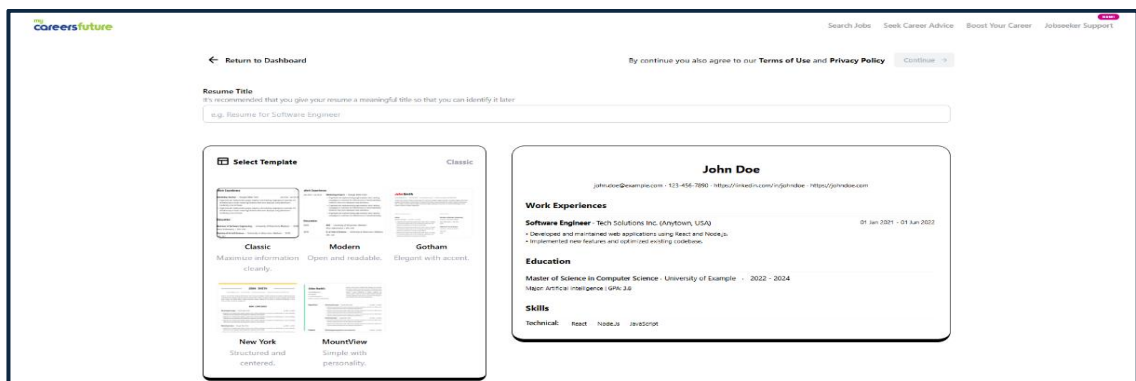 my
careersfuture
Search Jobs Seek Career Advice Boost Your Career Jobseeker Support
← Return to Dashboard
By continue you also agree to our Terms of Use and Privacy Policy
Continue →
Resume Title
It's recommended that you give your resume a meaningful title so that you can identify it later
e.g. Resume for Software Engineer
Select Template Classic
Classic
Maximize information
cleanly.
Modern
Open and readable.
Gotham
Elegant with accent.
New York
Structured and
centered.
MountView
Simple with
personality.
John Doe
johndoe@example.com - 123-456-7890 - https://linkedin.com/in/johndoe - https://johndoe.com
Work Experiences
Software Engineer - Tech Solutions Inc. (Anytown, USA) 01 Jan 2021 - 01 Jun 2022
• Developed and maintained web applications using React and Node.js.
• Implemented new features and optimized existing codebase.
Education
Master of Science in Computer Science - University of Example - 2022 - 2024
Major: Artificial Intelligence | GPA: 3.8
Skills
Technical: React Node.js JavaScript